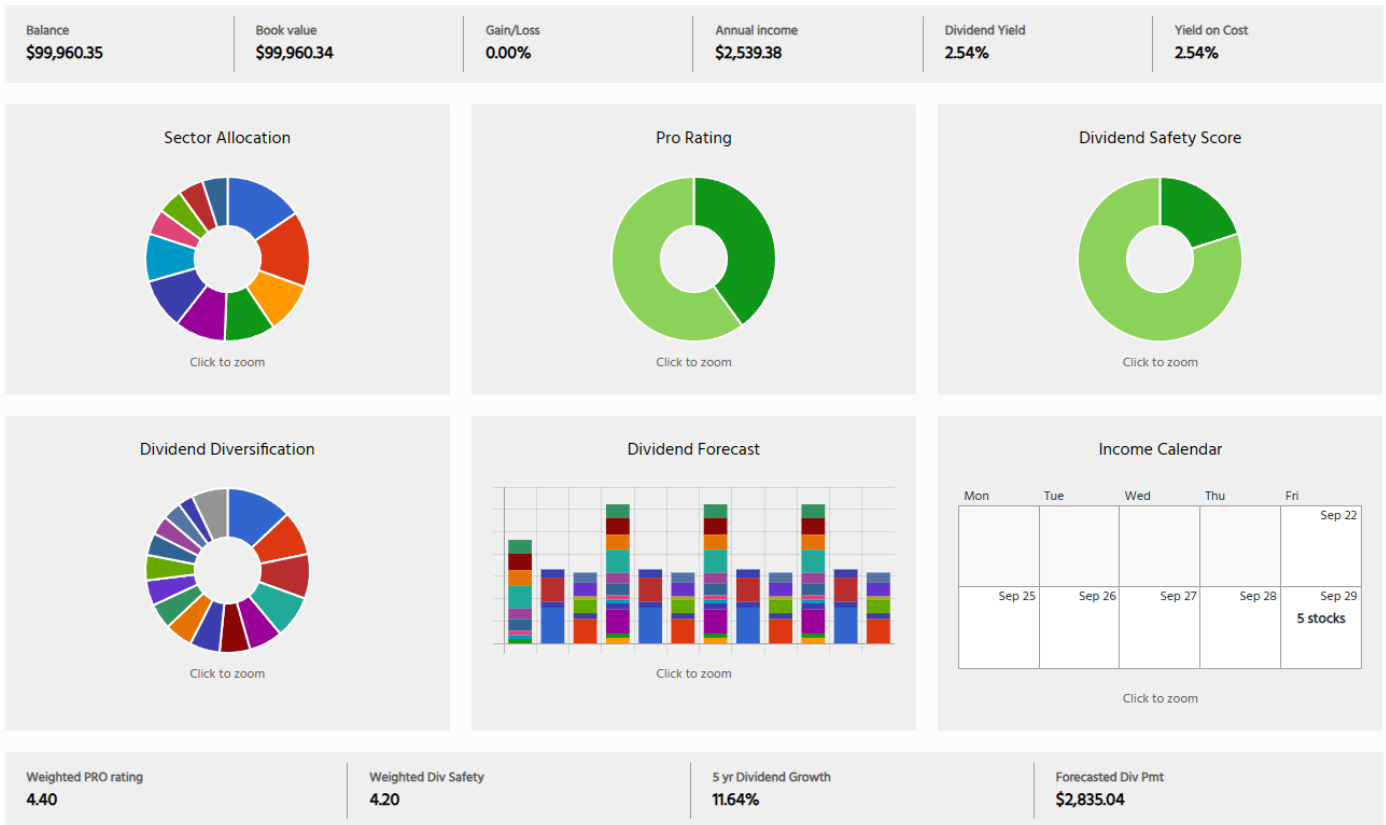 Balance
$99,960.35
Book value
$99,960.34
Gain/Loss
0.00%
Annual income
$2,539.38
Dividend Yield
2.54%
Yield on Cost
2.54%
Sector Allocation
Click to zoom
Pro Rating
Click to zoom
Dividend Safety Score
Click to zoom
Dividend Diversification
Click to zoom
Dividend Forecast
Click to zoom
Income Calendar
Mon Tue Wed Thu Fri
Sep 22
Sep 25 Sep 26 Sep 27 Sep 28 Sep 29
5 stocks
Click to zoom
Weighted PRO rating
4.40
Weighted Div Safety
4.20
5 yr Dividend Growth
11.64%
Forecasted Div Pmt
$2,835.04